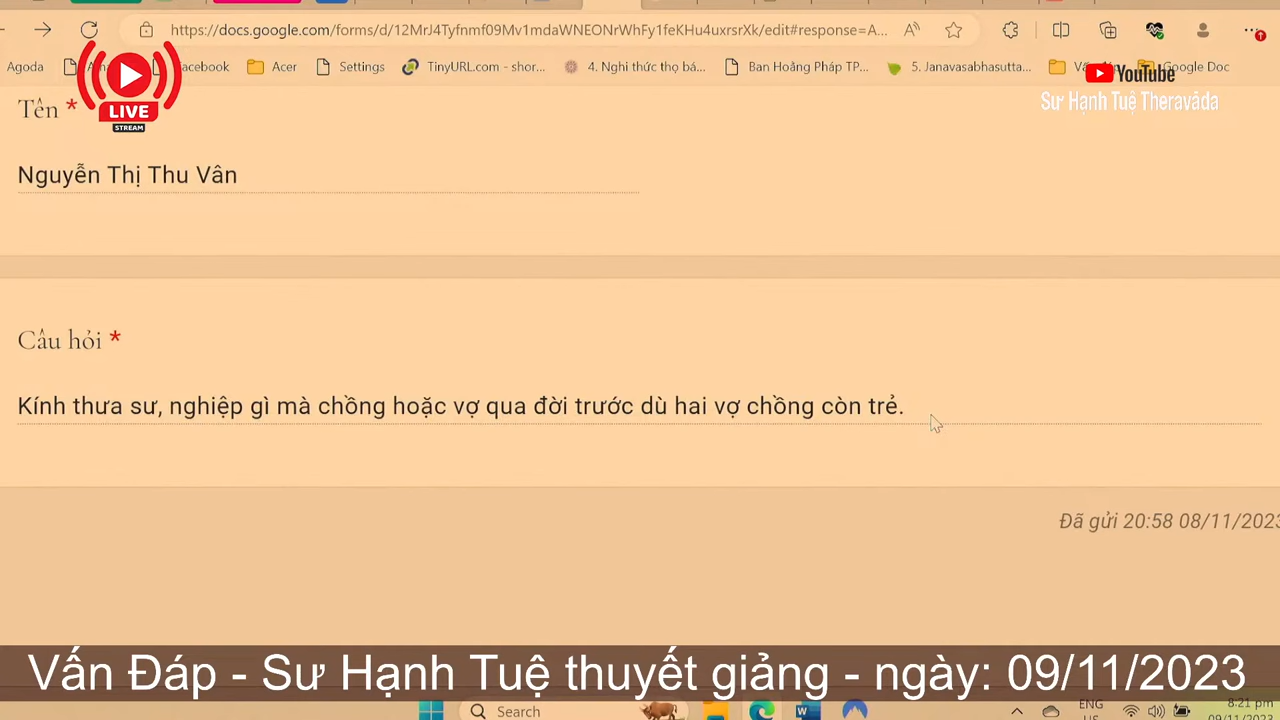 https://docs.google.com/forms/d/12MrJ4Tyfnmf09Mv1mdaWNEONrWhFy1feKHu4uxrsrXk/edit#response=A...
Agoda
acebook
Acer
Settings
TinyURL.com - shor...
4. Nghi thức thọ bá...
Ban Hoằng Pháp TP...
5. Janavasabhasutta...
Google Doc
LIVE
STREAM
YouTube
Sư Hạnh Tuệ Theravāda
Tên *
Nguyễn Thị Thu Vân
Câu hỏi *
Kính thưa sư, nghiệp gì mà chồng hoặc vợ qua đời trước dù hai vợ chồng còn trẻ.
Đã gửi 20:58 08/11/2023
Vấn Đáp - Sư Hạnh Tuệ thuyết giảng - ngày: 09/11/2023
Search
ENG
8:21 pm